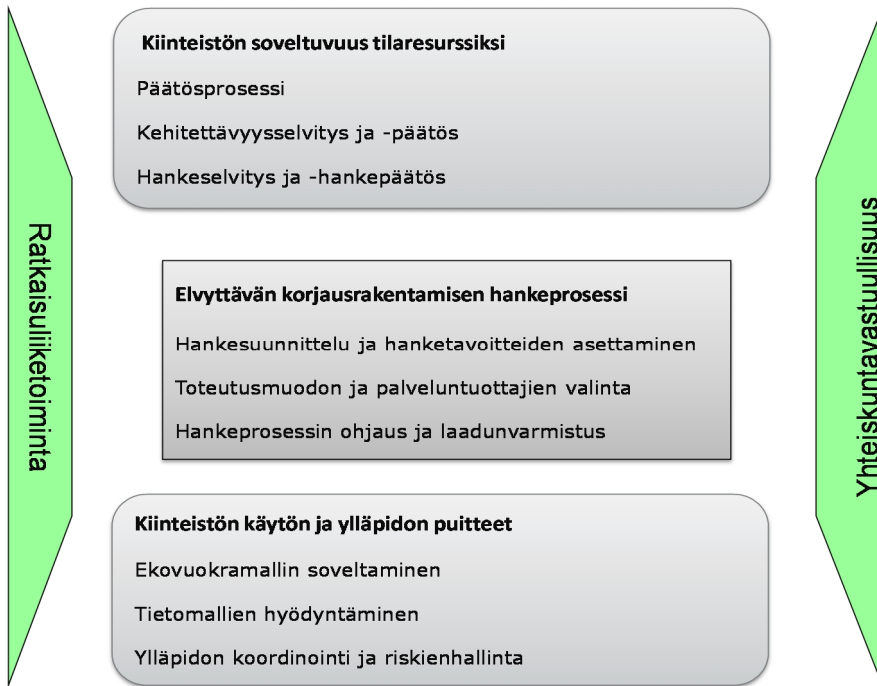 Ratkaisuliiketoiminta
Kiinteistön soveltuvuus tilaresurssiksi
Päätösprosessi
Kehitettävyysselvitys ja -päätös
Hankeselvitys ja -hankepäätös
Elvyttävän korjausrakentamisen hankeprosessi
Hankesuunnittelu ja hanketavoitteiden asettaminen
Toteutusmuodon ja palveluntuottajien valinta
Hankeprosessin ohjaus ja laadunvarmistus
Kiinteistön käytön ja ylläpidon puitteet
Ekovuokramallin soveltaminen
Tietomallien hyödyntäminen
Ylläpidon koordinointi ja riskienhallinta
Yhteiskuntavastuullisuus